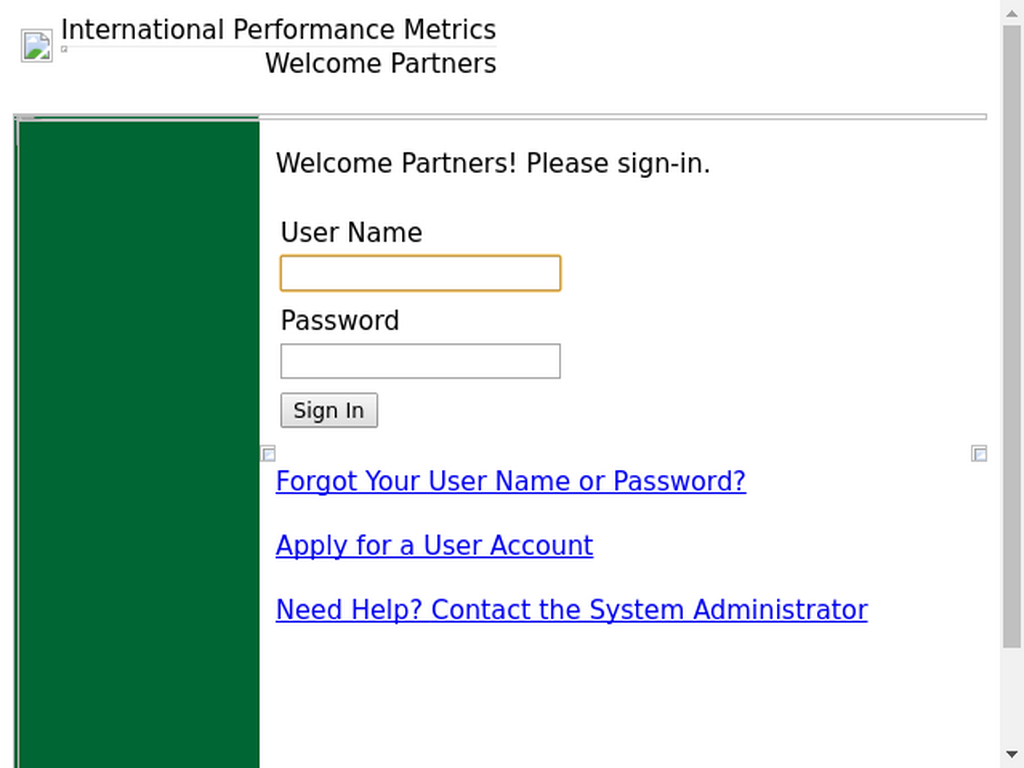 International Performance Metrics
Welcome Partners
Welcome Partners! Please sign-in.
User Name
Password
Sign In
Forgot Your User Name or Password?
Apply for a User Account
Need Help? Contact the System Administrator